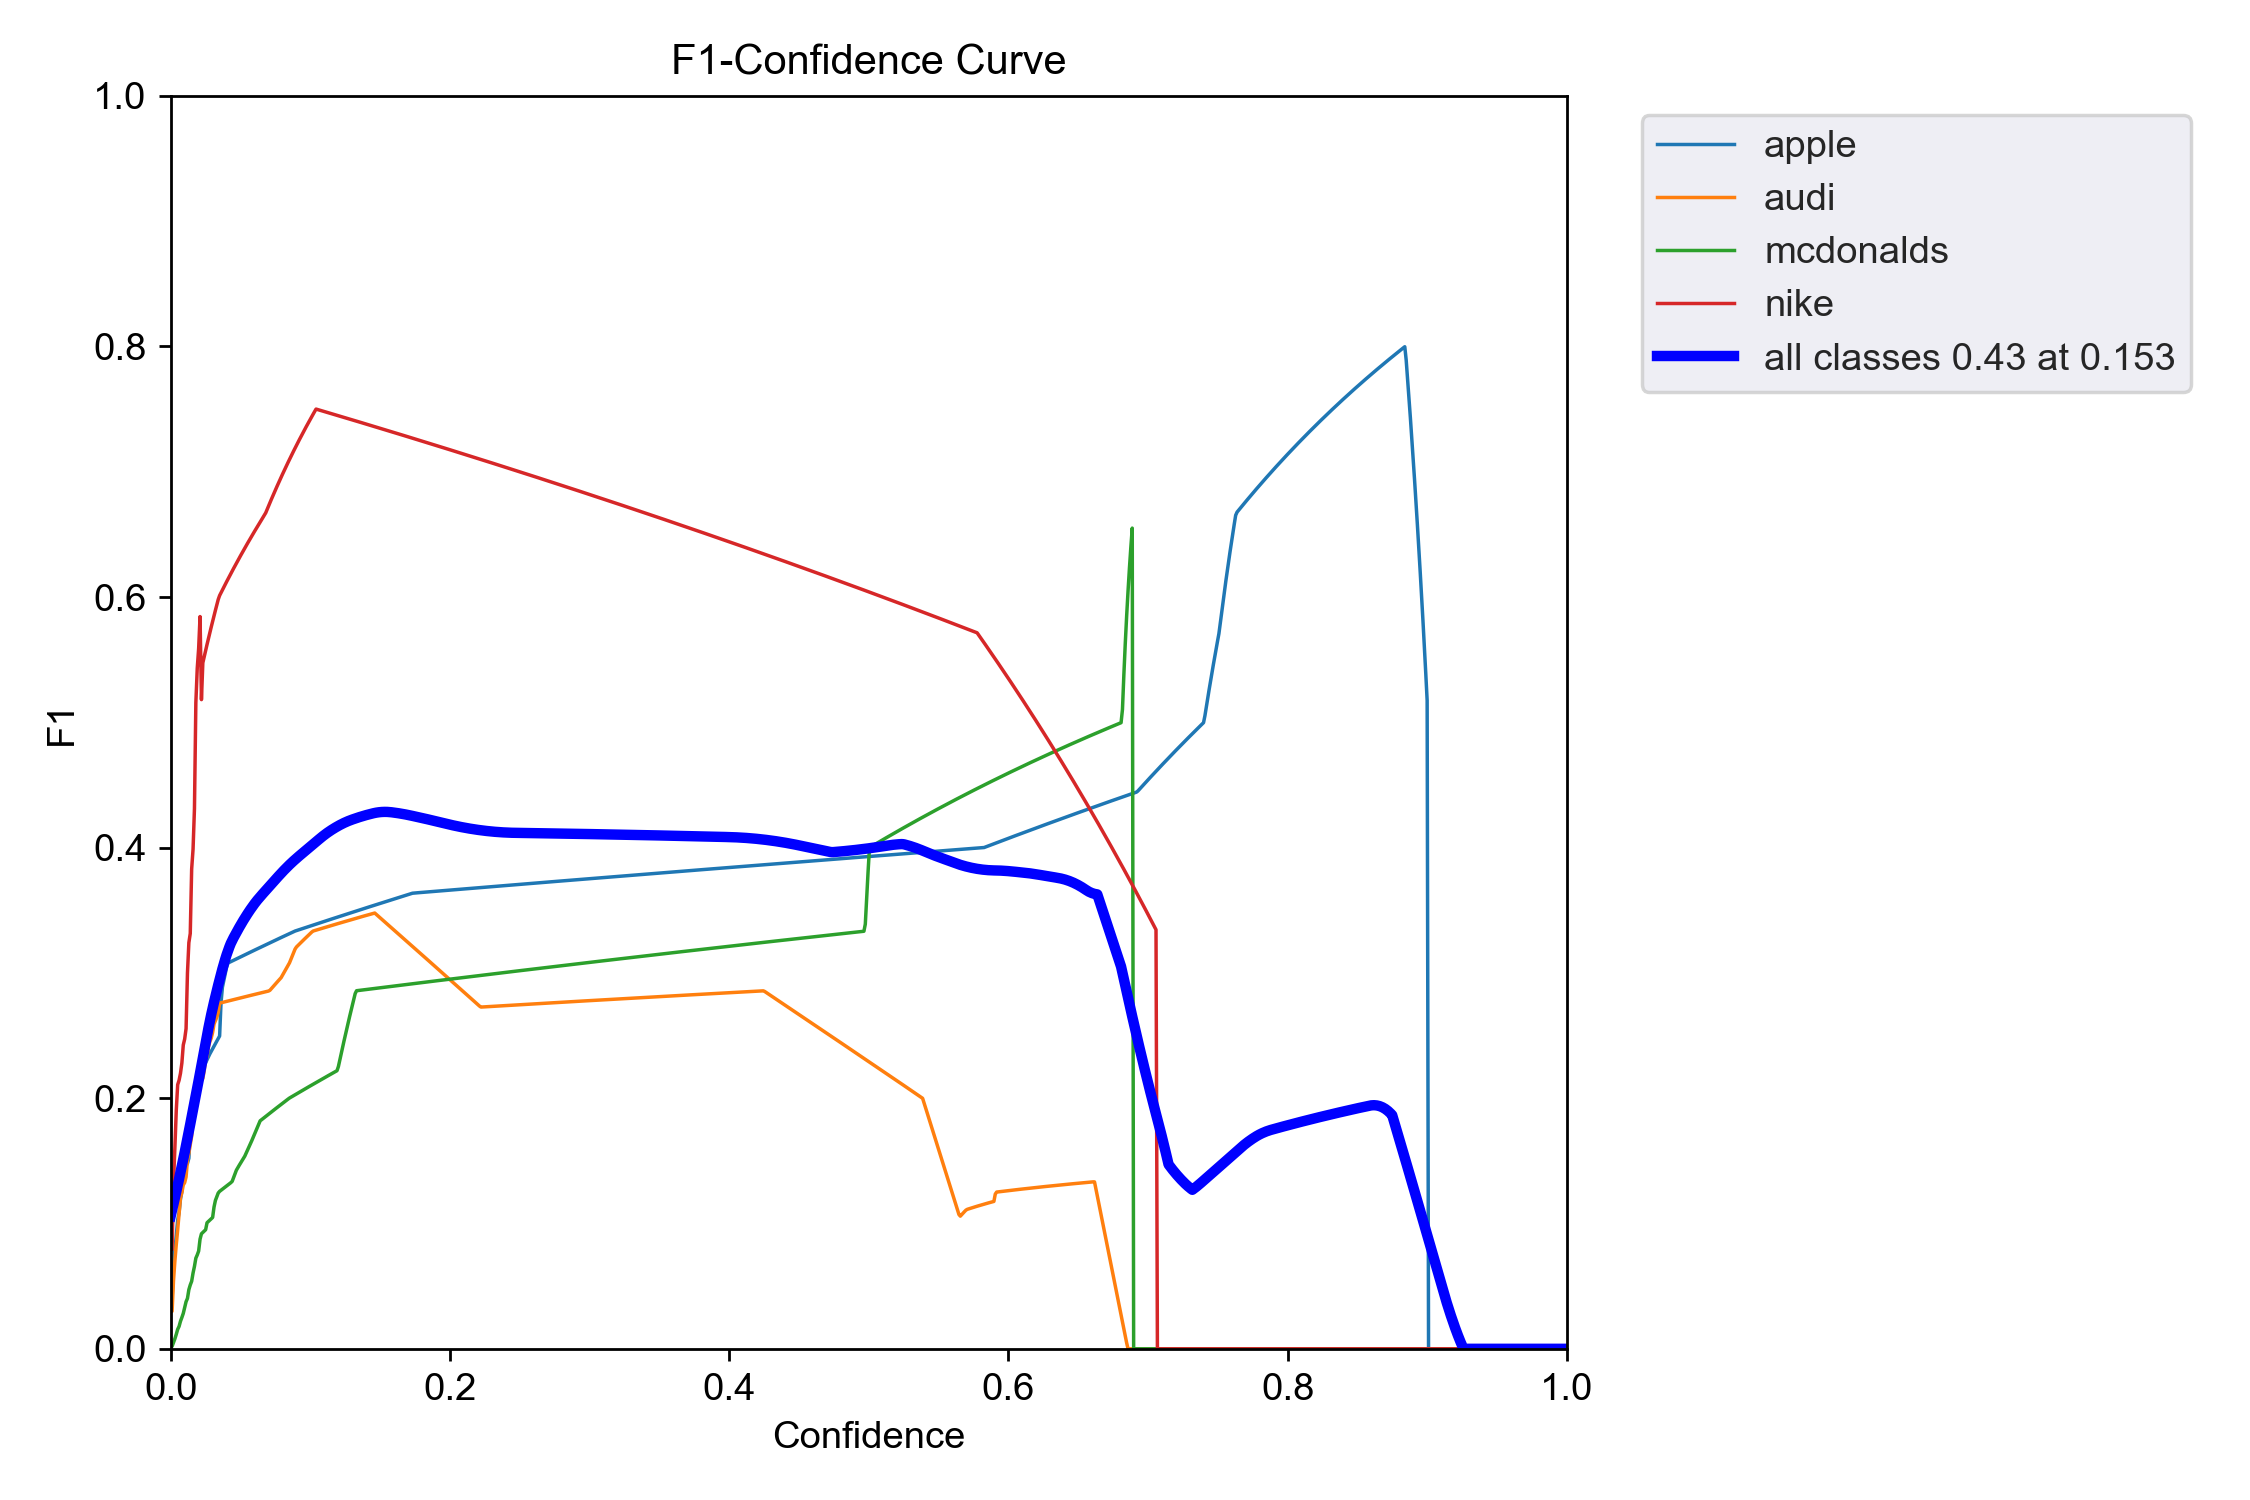 F1-Confidence Curve
1.0
0.8
0.6
0.4
0.2
0.0
F1
0.0 0.2 0.4 0.6 0.8 1.0
Confidence
apple
audi
mcdonalds
nike
all classes 0.43 at 0.153